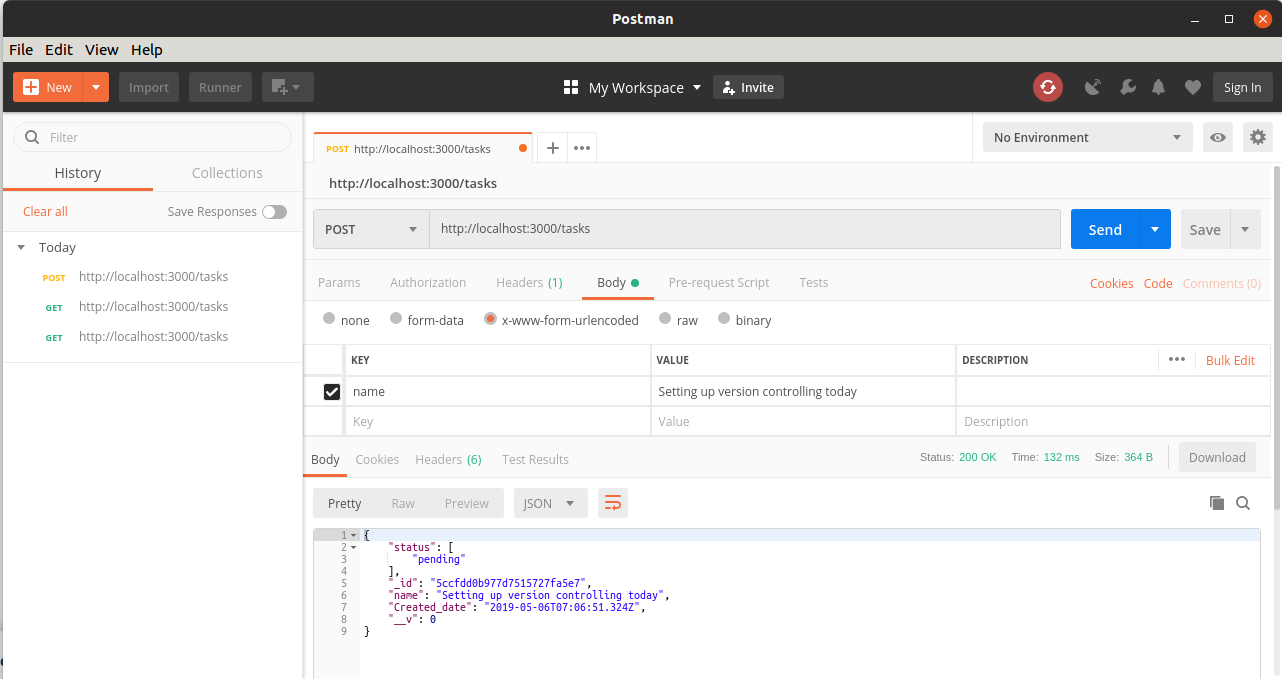 Postman
File Edit View Help
New Import Runner My Workspace Invite Sign In
Filter
History Collections
Clear all Save Responses
Today
POST http://localhost:3000/tasks
GET http://localhost:3000/tasks
GET http://localhost:3000/tasks
POST http://localhost:3000/tasks + ••• No Environment
http://localhost:3000/tasks
POST http://localhost:3000/tasks Send Save
Params Authorization Headers (1) Body Pre-request Script Tests Cookies Code Comments (0)
none form-data x-www-form-urlencoded raw binary
KEY VALUE DESCRIPTION ••• Bulk Edit
name Setting up version controlling today
Key Value Description
Body Cookies Headers (6) Test Results Status: 200 OK Time: 132 ms Size: 364 B Download
Pretty Raw Preview JSON
1 {
2 "status": [
3 "pending"
4 ],
5 "_id": "5ccfdd0b977d7515727fa5e7",
6 "name": "Setting up version controlling today",
7 "Created_date": "2019-05-06T07:06:51.324Z",
8 "__v": 0
9 }